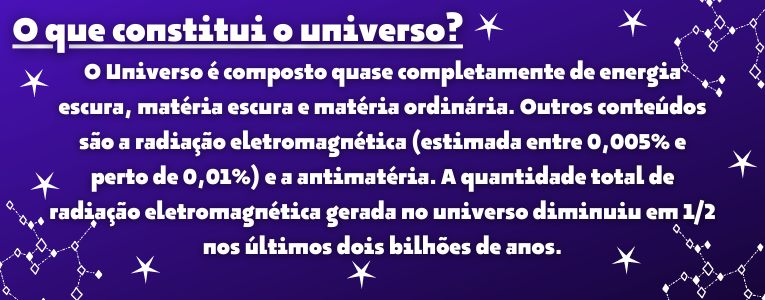 O que constitui o universo?
O Universo é composto quase completamente de energia
escura, matéria escura e matéria ordinária. Outros conteúdos
são a radiação eletromagnética (estimada entre 0,005% e
perto de 0,01%) e a antimatéria. A quantidade total de
radiação eletromagnética gerada no universo diminuiu em 1/2
nos últimos dois bilhões de anos.